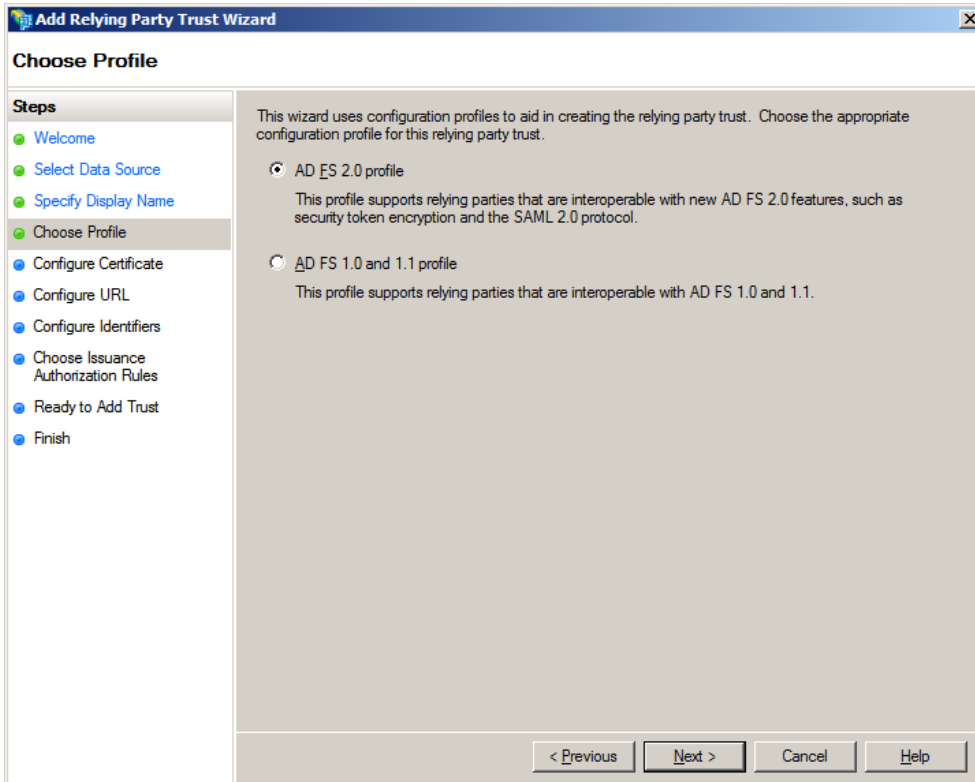 Add Relying Party Trust Wizard
Choose Profile
Steps
Welcome
Select Data Source
Specify Display Name
Choose Profile
Configure Certificate
Configure URL
Configure Identifiers
Choose Issuance
Authorization Rules
Ready to Add Trust
Finish
This wizard uses configuration profiles to aid in creating the relying party trust. Choose the appropriate
configuration profile for this relying party trust.
AD FS 2.0 profile
This profile supports relying parties that are interoperable with new AD FS 2.0 features, such as
security token encryption and the SAML 2.0 protocol.
AD FS 1.0 and 1.1 profile
This profile supports relying parties that are interoperable with AD FS 1.0 and 1.1.
< Previous
Next >
Cancel
Help